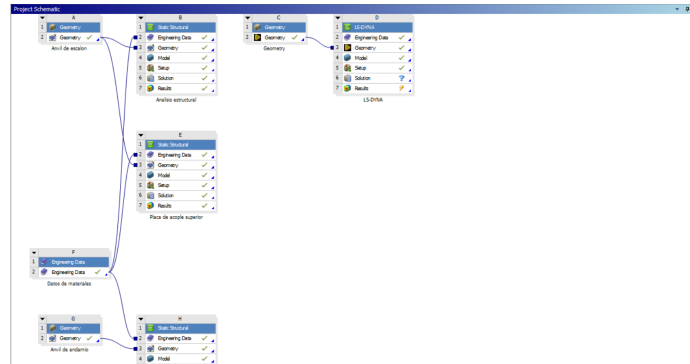 Project Schematic
A
1 Geometry
2 Geometry
Anvil de escalon
B
1 Static Structural
2 Engineering Data
3 Geometry
4 Model
5 Setup
6 Solution
7 Results
Analisis estructural
C
1 Geometry
2 Geometry
Geometry
D
1 LS-DYNA
2 Engineering Data
3 Geometry
4 Model
5 Setup
6 Solution
7 Results
LS-DYNA
E
1 Static Structural
2 Engineering Data
3 Geometry
4 Model
5 Setup
6 Solution
7 Results
Placa de acople superior
F
1 Engineering Data
2 Engineering Data
Datos de materiales
G
1 Geometry
2 Geometry
Anvil de andamio
H
1 Static Structural
2 Engineering Data
3 Geometry
4 Model